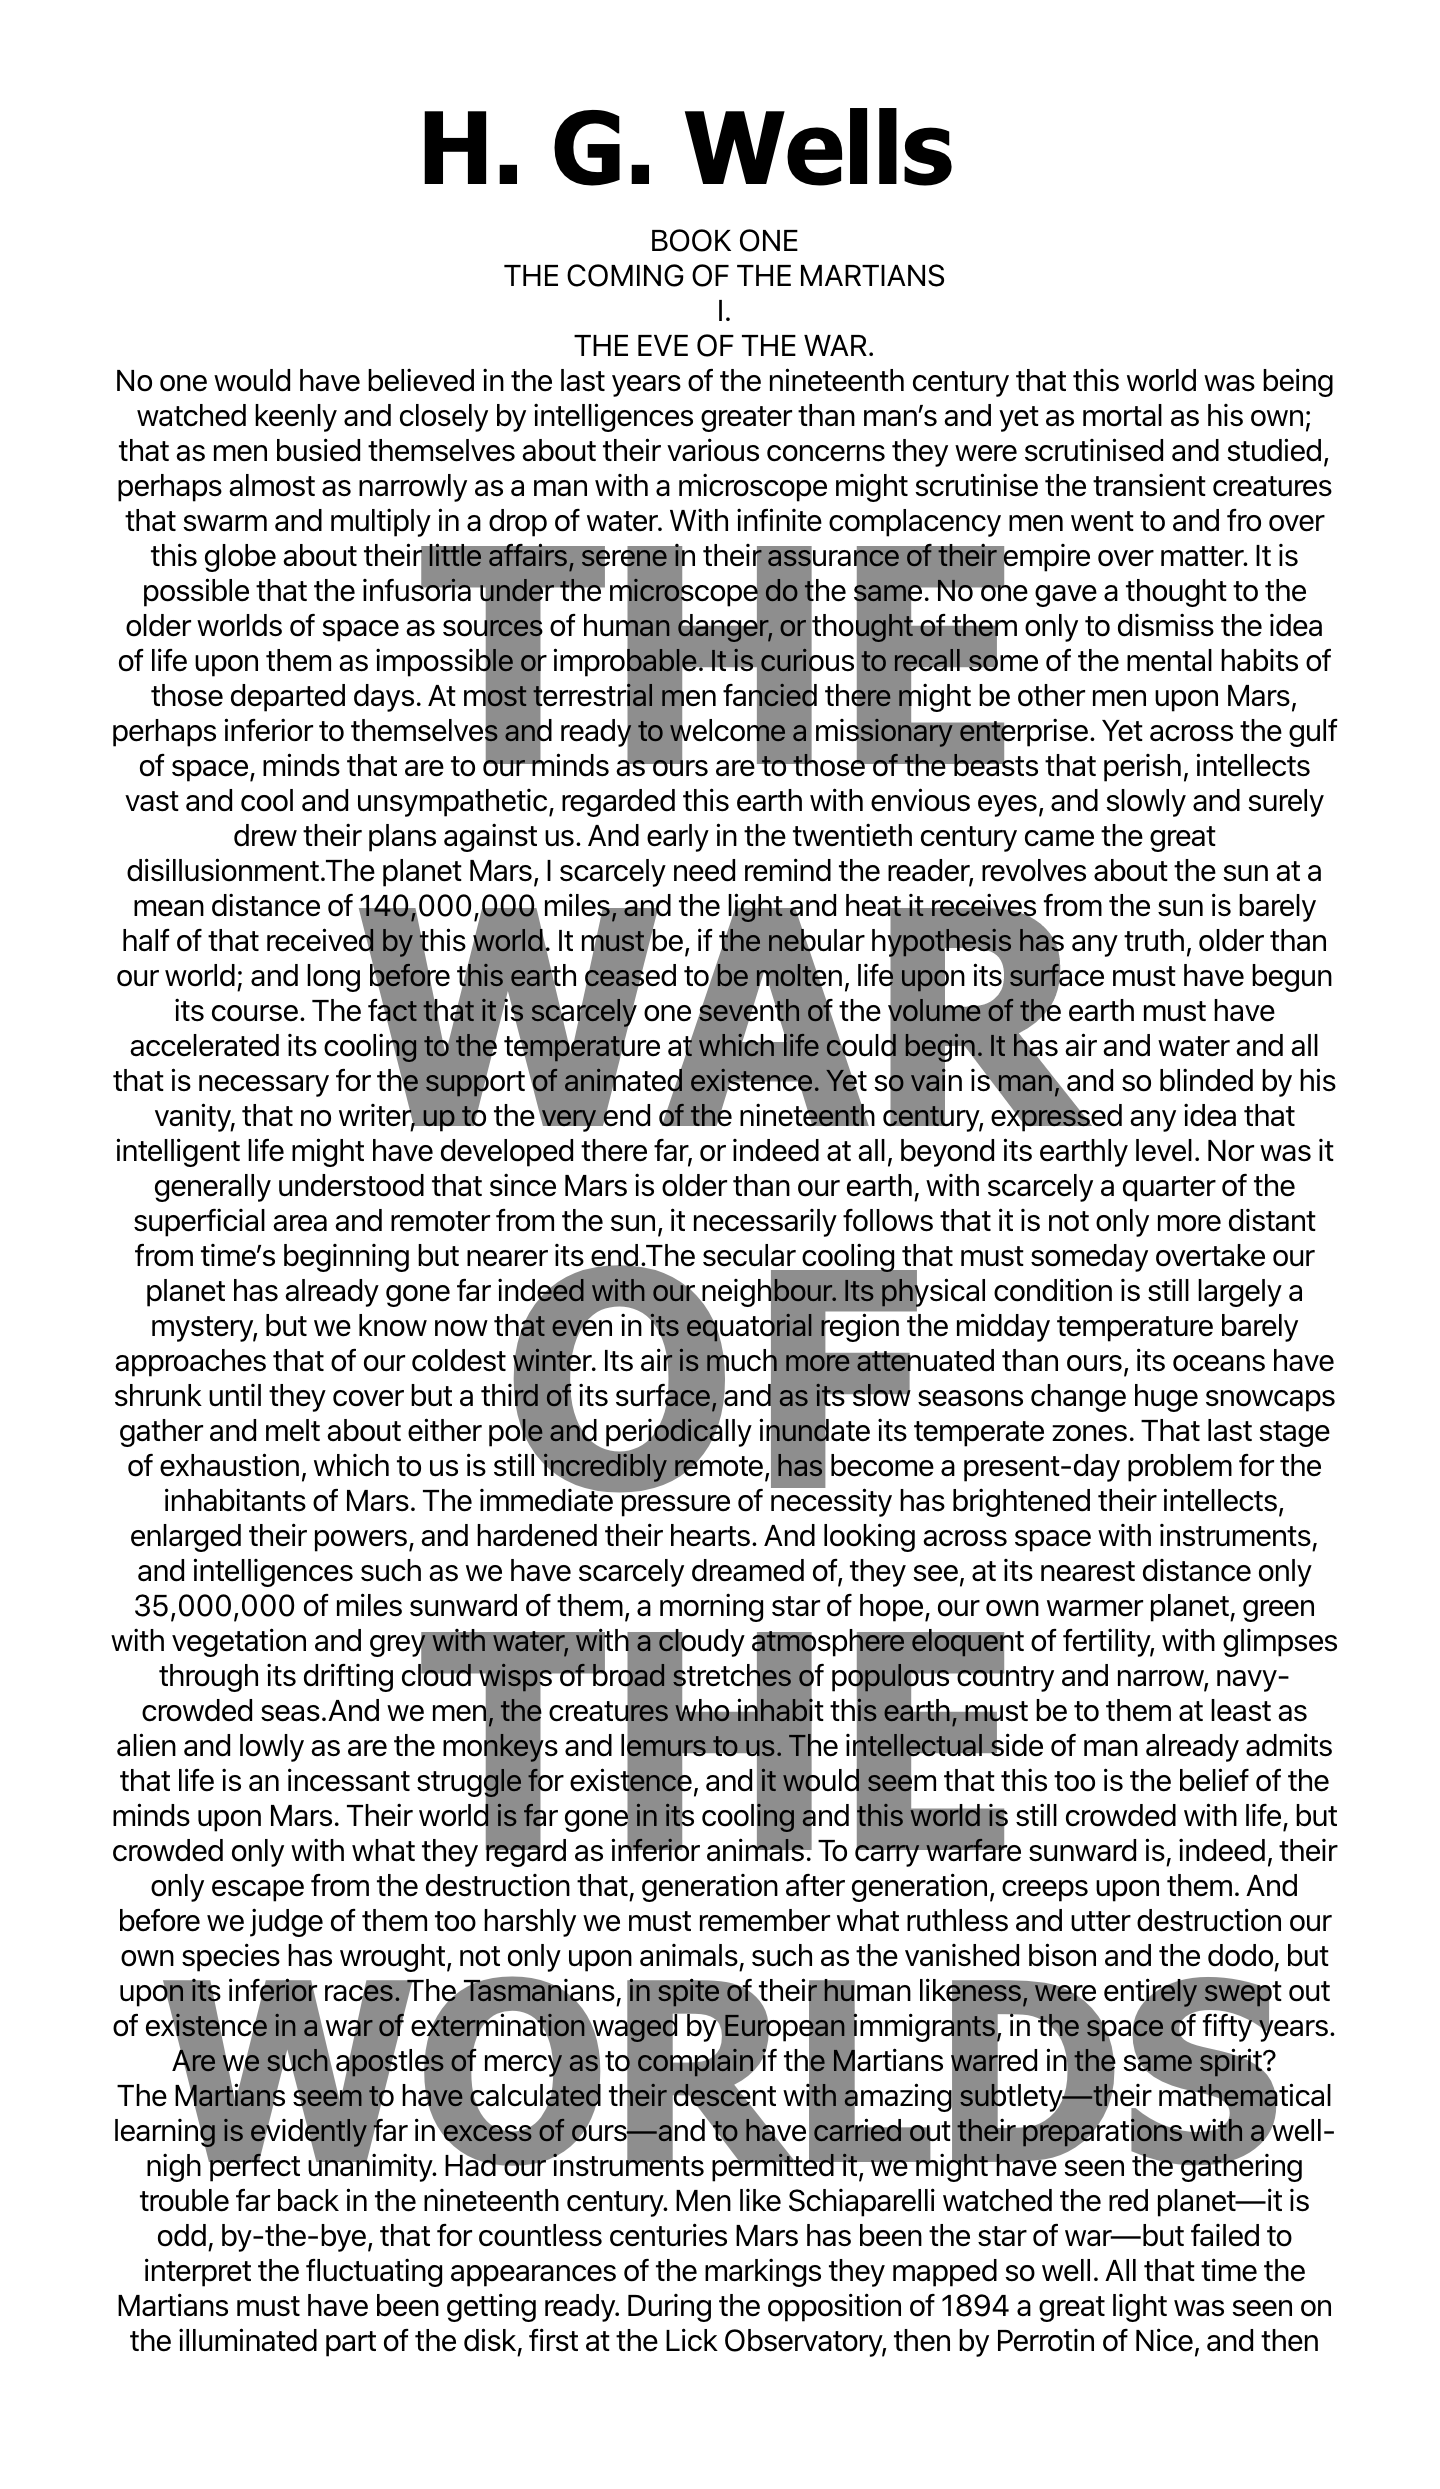 H. G. Wells
BOOK ONE
THE COMING OF THE MARTIANS
I.
THE EVE OF THE WAR.
No one would have believed in the last years of the nineteenth century that this world was being
watched keenly and closely by intelligences greater than man’s and yet as mortal as his own;
that as men busied themselves about their various concerns they were scrutinised and studied,
perhaps almost as narrowly as a man with a microscope might scrutinise the transient creatures
that swarm and multiply in a drop of water. With infinite complacency men went to and fro over
this globe about their little affairs, serene in their assurance of their empire over matter. It is
possible that the infusoria under the microscope do the same. No one gave a thought to the
older worlds of space as sources of human danger, or thought of them only to dismiss the idea
of life upon them as impossible or improbable. It is curious to recall some of the mental habits of
those departed days. At most terrestrial men fancied there might be other men upon Mars,
perhaps inferior to themselves and ready to welcome a missionary enterprise. Yet across the gulf
of space, minds that are to our minds as ours are to those of the beasts that perish, intellects
vast and cool and unsympathetic, regarded this earth with envious eyes, and slowly and surely
drew their plans against us. And early in the twentieth century came the great
disillusionment.The planet Mars, I scarcely need remind the reader, revolves about the sun at a
mean distance of 140,000,000 miles, and the light and heat it receives from the sun is barely
half of that received by this world. It must be, if the nebular hypothesis has any truth, older than
our world; and long before this earth ceased to be molten, life upon its surface must have begun
its course. The fact that it is scarcely one seventh of the volume of the earth must have
accelerated its cooling to the temperature at which life could begin. It has air and water and all
that is necessary for the support of animated existence. Yet so vain is man, and so blinded by his
vanity, that no writer, up to the very end of the nineteenth century, expressed any idea that
intelligent life might have developed there far, or indeed at all, beyond its earthly level. Nor was it
generally understood that since Mars is older than our earth, with scarcely a quarter of the
superficial area and remoter from the sun, it necessarily follows that it is not only more distant
from time’s beginning but nearer its end.The secular cooling that must someday overtake our
planet has already gone far indeed with our neighbour. Its physical condition is still largely a
mystery, but we know now that even in its equatorial region the midday temperature barely
approaches that of our coldest winter. Its air is much more attenuated than ours, its oceans have
shrunk until they cover but a third of its surface, and as its slow seasons change huge snowcaps
gather and melt about either pole and periodically inundate its temperate zones. That last stage
of exhaustion, which to us is still incredibly remote, has become a present-day problem for the
inhabitants of Mars. The immediate pressure of necessity has brightened their intellects,
enlarged their powers, and hardened their hearts. And looking across space with instruments,
and intelligences such as we have scarcely dreamed of, they see, at its nearest distance only
35,000,000 of miles sunward of them, a morning star of hope, our own warmer planet, green
with vegetation and grey with water, with a cloudy atmosphere eloquent of fertility, with glimpses
through its drifting cloud wisps of broad stretches of populous country and narrow, navy-
crowded seas.And we men, the creatures who inhabit this earth, must be to them at least as
alien and lowly as are the monkeys and lemurs to us. The intellectual side of man already admits
that life is an incessant struggle for existence, and it would seem that this too is the belief of the
minds upon Mars. Their world is far gone in its cooling and this world is still crowded with life, but
crowded only with what they regard as inferior animals. To carry warfare sunward is, indeed, their
only escape from the destruction that, generation after generation, creeps upon them. And
before we judge of them too harshly we must remember what ruthless and utter destruction our
own species has wrought, not only upon animals, such as the vanished bison and the dodo, but
upon its inferior races. The Tasmanians, in spite of their human likeness, were entirely swept out
of existence in a war of extermination waged by European immigrants, in the space of fifty years.
Are we such apostles of mercy as to complain if the Martians warred in the same spirit?
The Martians seem to have calculated their descent with amazing subtlety—their mathematical
learning is evidently far in excess of ours—and to have carried out their preparations with a well-
nigh perfect unanimity. Had our instruments permitted it, we might have seen the gathering
trouble far back in the nineteenth century. Men like Schiaparelli watched the red planet—it is
odd, by-the-bye, that for countless centuries Mars has been the star of war—but failed to
interpret the fluctuating appearances of the markings they mapped so well. All that time the
Martians must have been getting ready. During the opposition of 1894 a great light was seen on
the illuminated part of the disk, first at the Lick Observatory, then by Perrotin of Nice, and then
THE
WAR
OF
THE
WORLDS